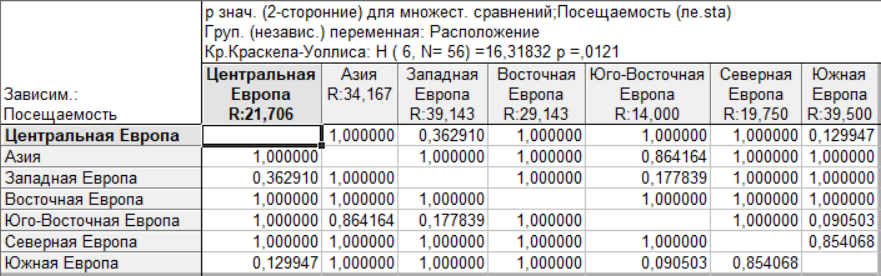 p знач. (2-сторонние) для множест. сравнений;Посещаемость (ле.sta)
Груп. (независ.) переменная: Расположение
Кр.Краскела-Уоллиса: H ( 6, N= 56) =16,31832 p =,0121
Зависим.: Посещаемость | Центральная Европа R:21,706 | Азия R:34,167 | Западная Европа R:39,143 | Восточная Европа R:29,143 | Юго-Восточная Европа R:14,000 | Северная Европа R:19,750 | Южная Европа R:39,500
Центральная Европа | | 1,000000 | 0,362910 | 1,000000 | 1,000000 | 1,000000 | 0,129947
Азия | 1,000000 | | 1,000000 | 1,000000 | 0,864164 | 1,000000 | 1,000000
Западная Европа | 0,362910 | 1,000000 | | 1,000000 | 0,177839 | 1,000000 | 1,000000
Восточная Европа | 1,000000 | 1,000000 | 1,000000 | | 1,000000 | 1,000000 | 1,000000
Юго-Восточная Европа | 1,000000 | 0,864164 | 0,177839 | 1,000000 | | 1,000000 | 0,090503
Северная Европа | 1,000000 | 1,000000 | 1,000000 | 1,000000 | 1,000000 | | 0,854068
Южная Европа | 0,129947 | 1,000000 | 1,000000 | 1,000000 | 0,090503 | 0,854068 |